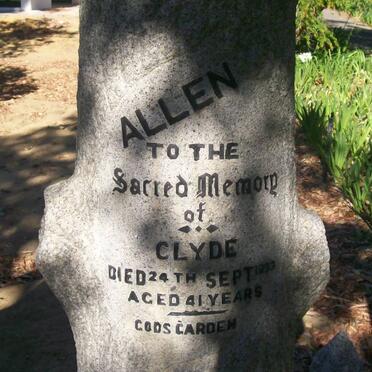 ALLEN
TO THE
Sacred Memory
of
CLYDE
DIED 24TH SEPT
AGED 41 YEARS
GODS GARDEN